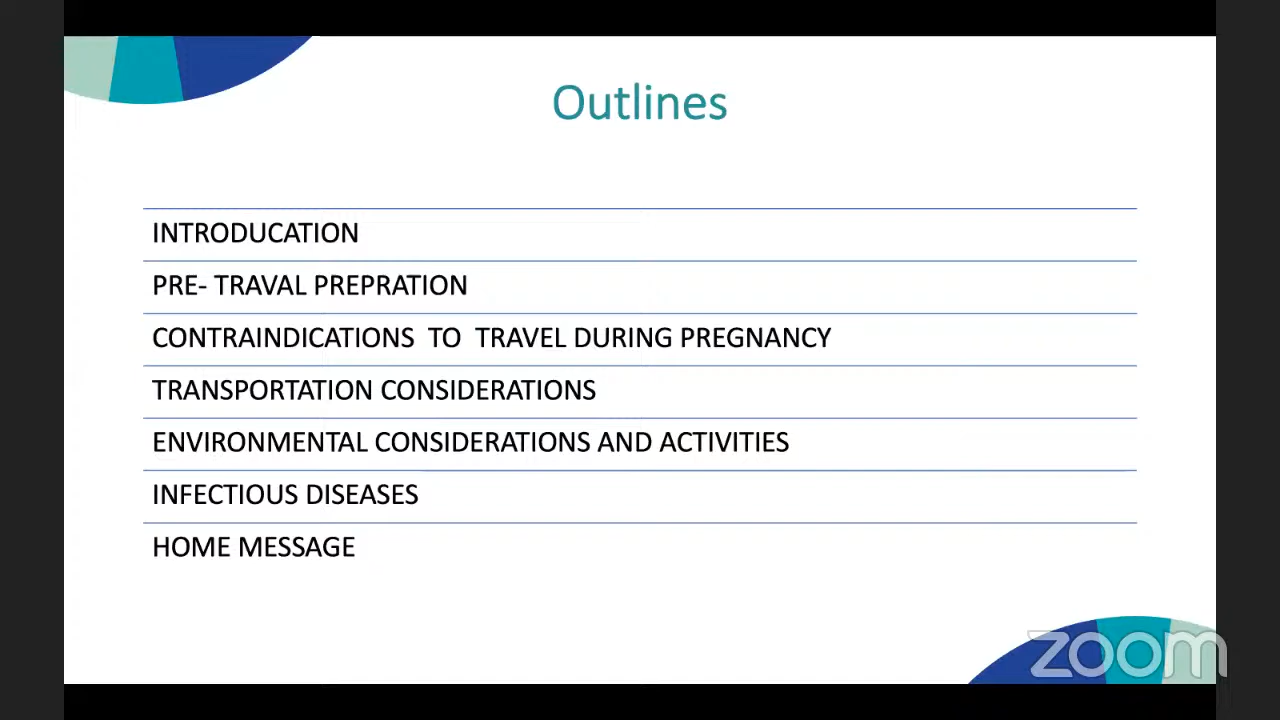 Outlines
INTRODUCATION
PRE- TRAVAL PREPRATION
CONTRAINDICATIONS  TO  TRAVEL DURING PREGNANCY
TRANSPORTATION CONSIDERATIONS
ENVIRONMENTAL CONSIDERATIONS AND ACTIVITIES
INFECTIOUS DISEASES
HOME MESSAGE
zoom